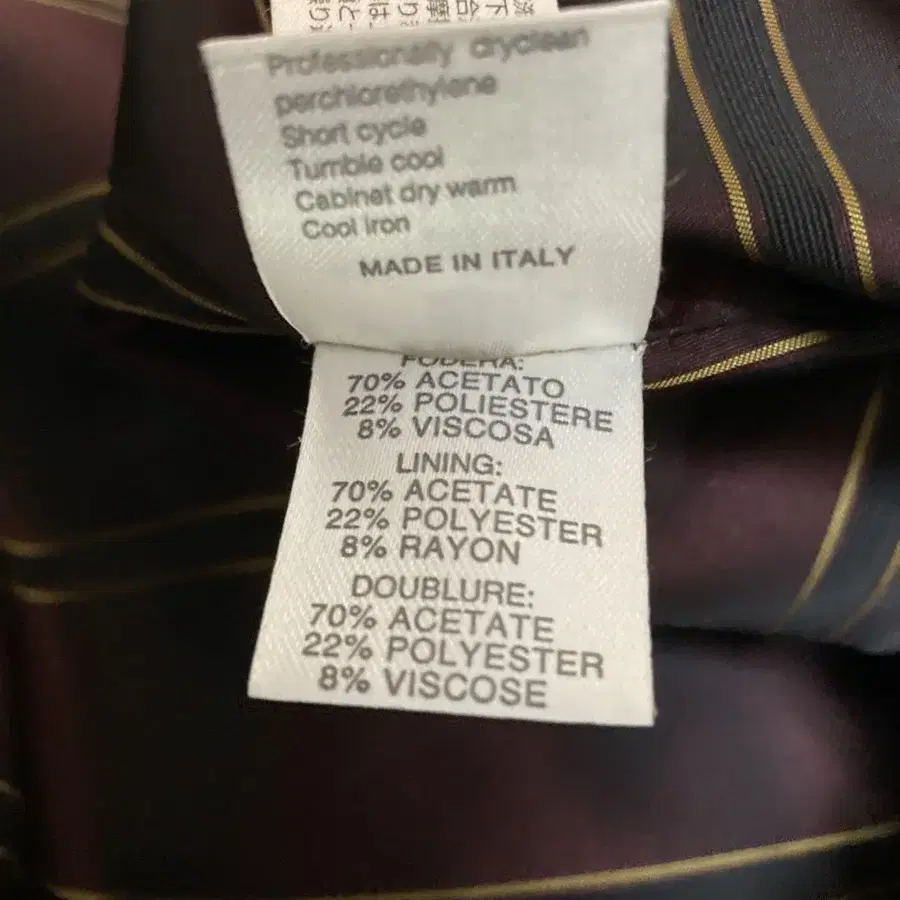 Professionally dryclean
perchlorethylene
Short cycle
Tumble cool
Cabinet dry warm
Cool iron
MADE IN ITALY
FODERA:
70% ACETATO
22% POLIESTERE
8% VISCOSA
LINING:
70% ACETATE
22% POLYESTER
8% RAYON
DOUBLURE:
70% ACETATE
22% POLYESTER
8% VISCOSE